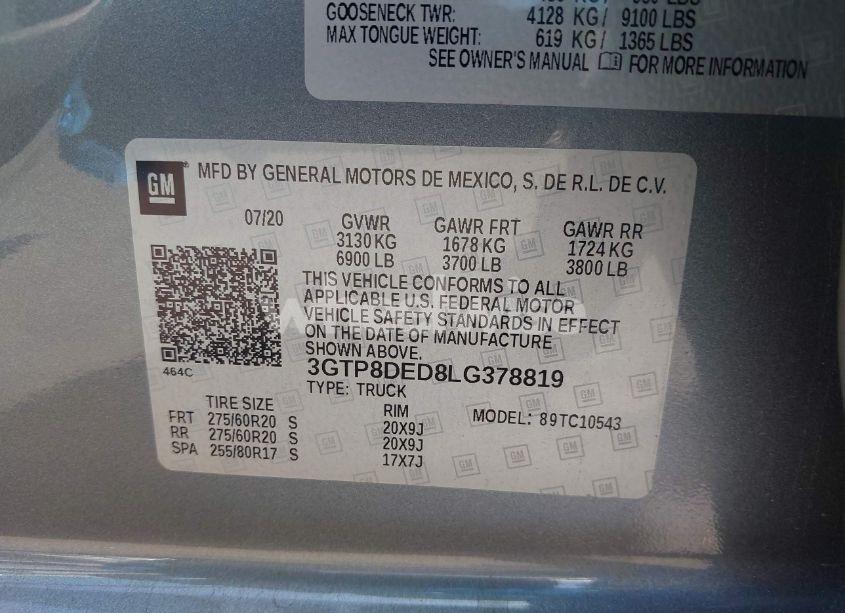 GOOSENECK TWR: 4128 KG/ 9100 LBS
MAX TONGUE WEIGHT: 619 KG/ 1365 LBS
SEE OWNER'S MANUAL FOR MORE INFORMATION
GM MFD BY GENERAL MOTORS DE MEXICO, S. DE R.L. DE C.V.
07/20 GVWR GAWR FRT GAWR RR
3130 KG 1678 KG 1724 KG
6900 LB 3700 LB 3800 LB
THIS VEHICLE CONFORMS TO ALL
APPLICABLE U.S. FEDERAL MOTOR
VEHICLE SAFETY STANDARDS IN EFFECT
ON THE DATE OF MANUFACTURE
SHOWN ABOVE.
464C
3GTP8DED8LG378819
TYPE: TRUCK
TIRE SIZE RIM MODEL: 89TC10543
FRT 275/60R20 S 20X9J
RR 275/60R20 S 20X9J
SPA 255/80R17 S 17X7J